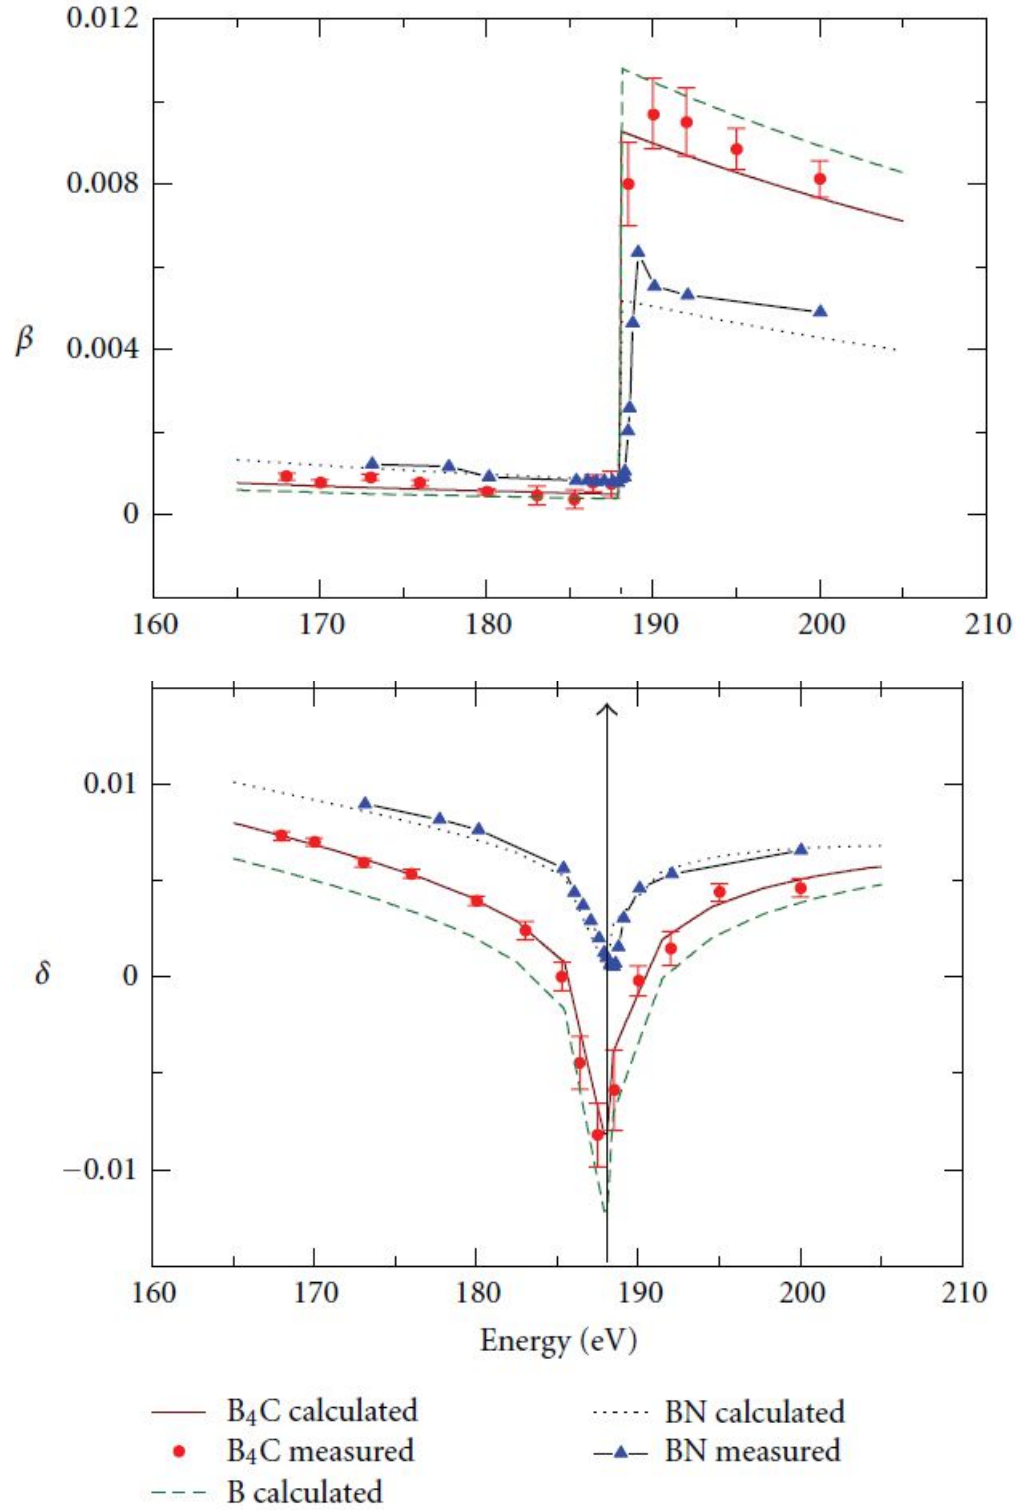 0.012
0.008
β
0.004
0
160 170 180 190 200 210
0.01
δ
0
−0.01
160 170 180 190 200 210
Energy (eV)
B₄C calculated
B₄C measured
B calculated
BN calculated
BN measured